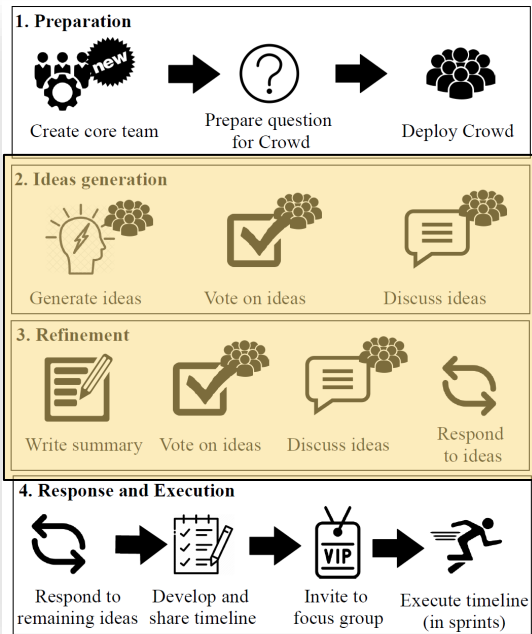 1. Preparation
new
Create core team
Prepare question
for Crowd
Deploy Crowd
2. Ideas generation
Generate ideas
Vote on ideas
Discuss ideas
3. Refinement
Write summary
Vote on ideas
Discuss ideas
Respond
to ideas
4. Response and Execution
VIP
Respond to
remaining ideas
Develop and
share timeline
Invite to
focus group
Execute timeline
(in sprints)